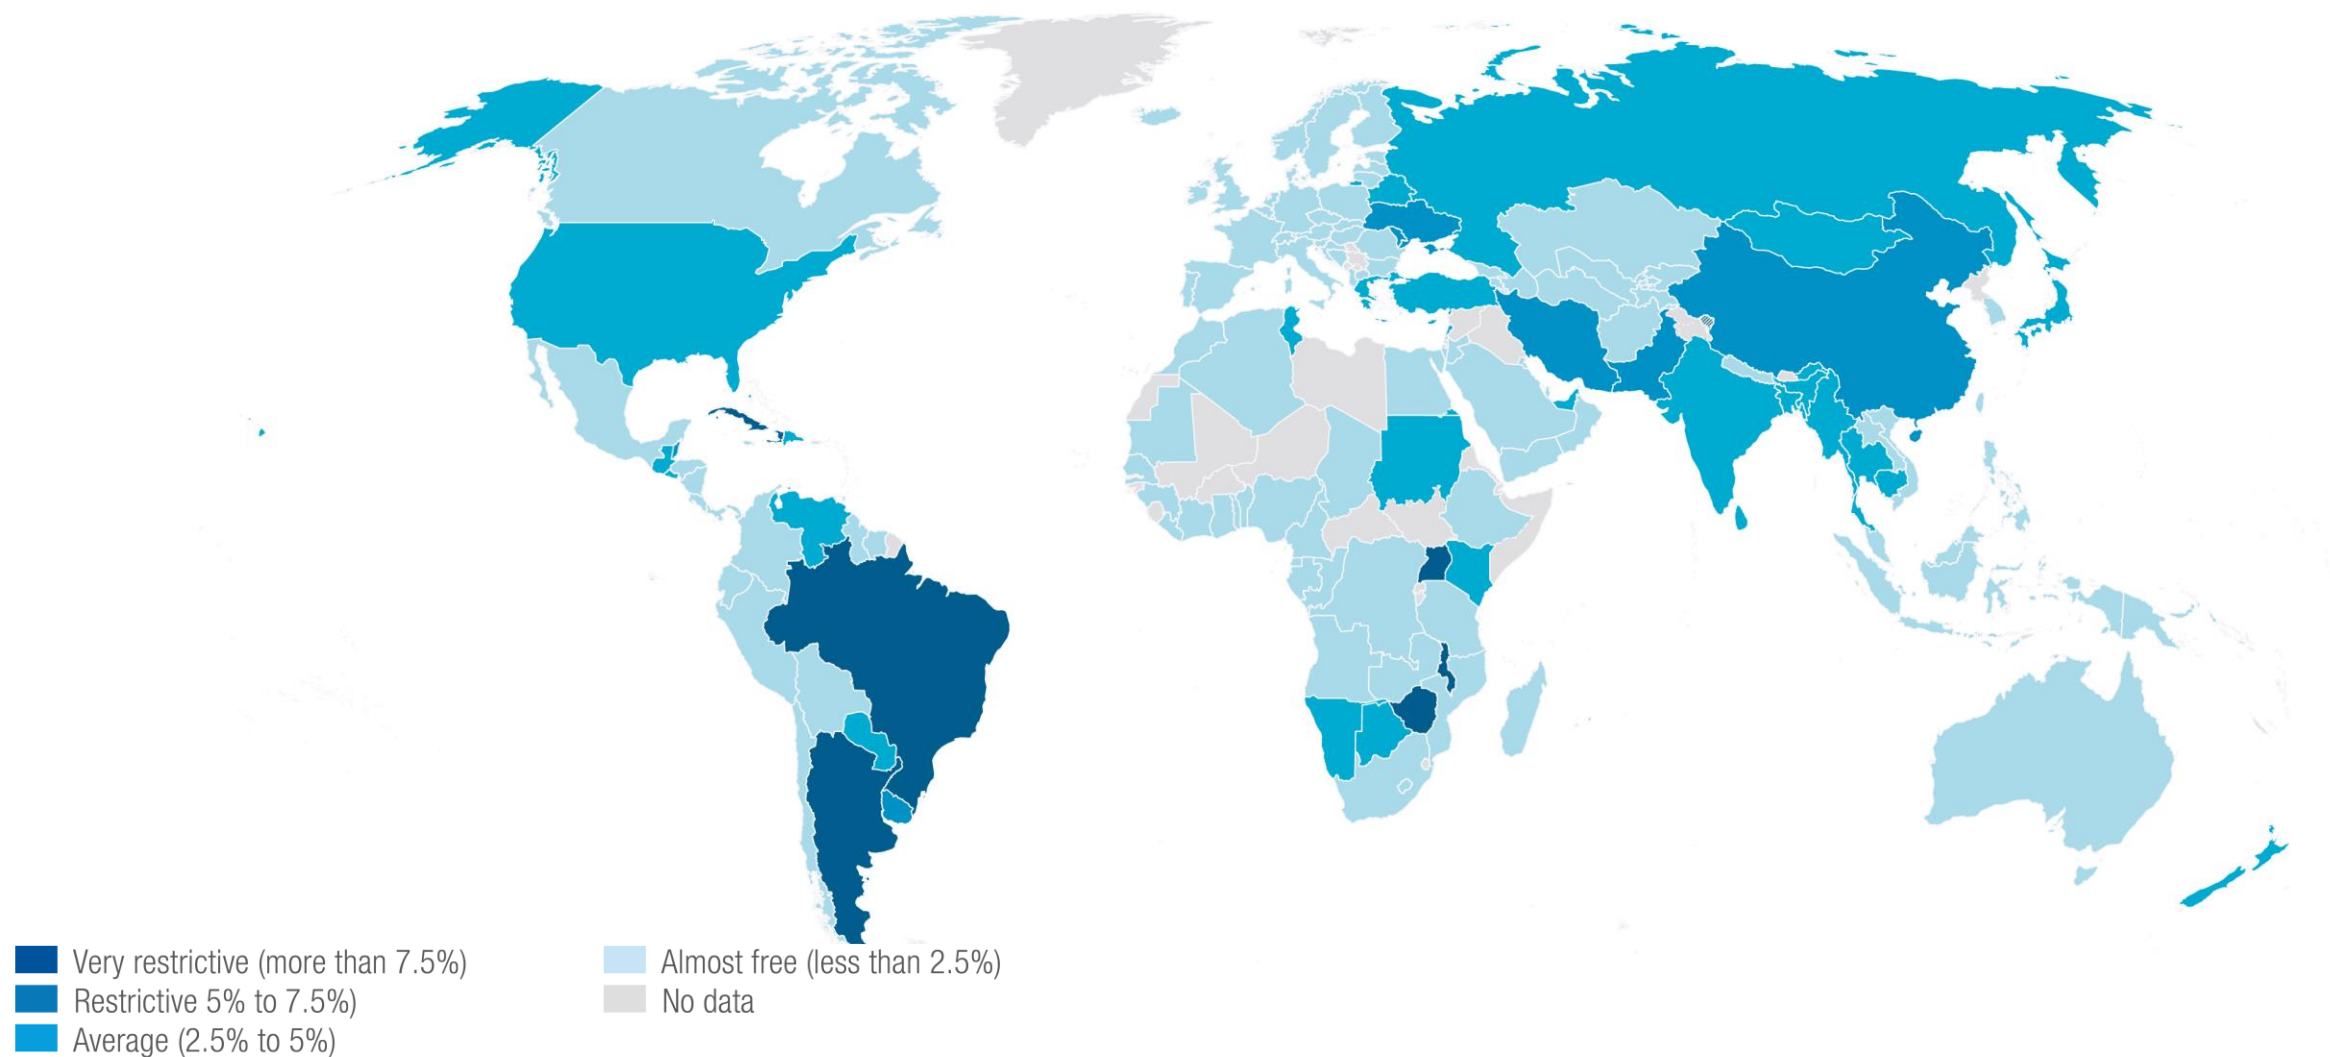 Very restrictive (more than 7.5%)
Restrictive 5% to 7.5%)
Average (2.5% to 5%)
Almost free (less than 2.5%)
No data